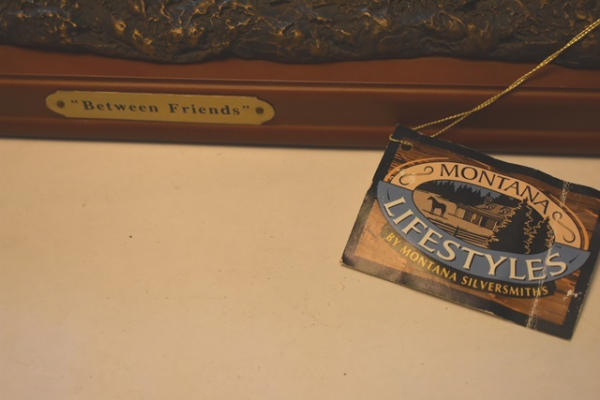 "Between Friends"
MONTANA
LIFESTYLES
BY MONTANA SILVERSMITHS